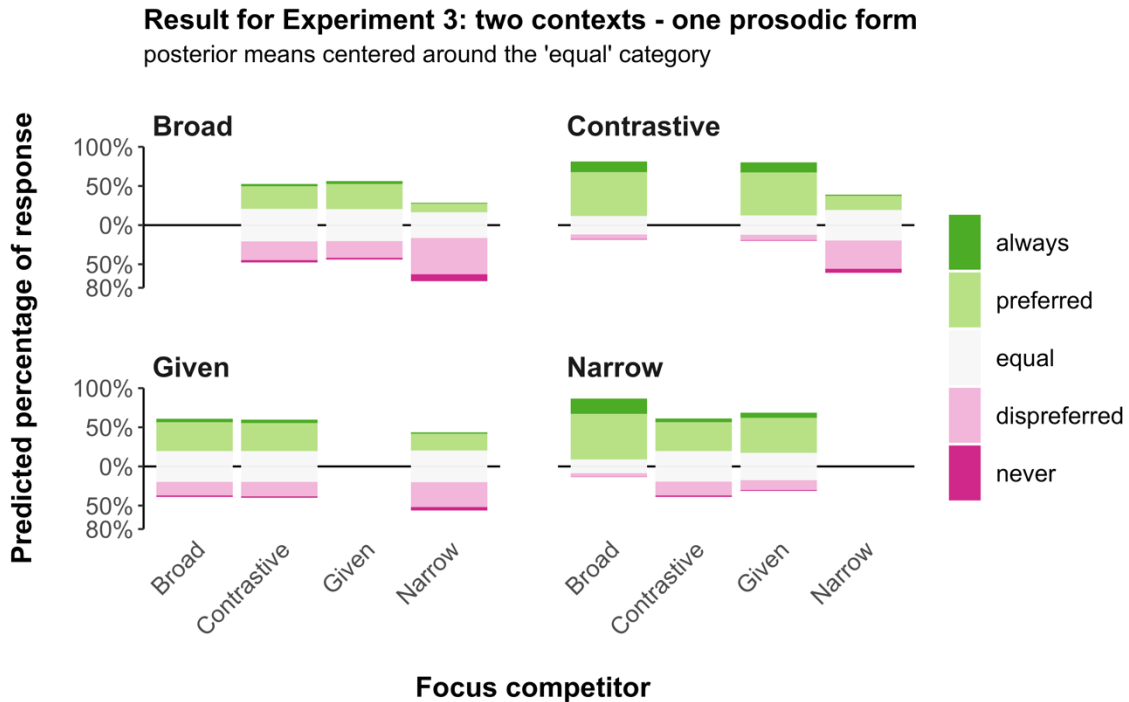 Result for Experiment 3: two contexts - one prosodic form
posterior means centered around the 'equal' category
Predicted percentage of response
Broad
Contrastive
100%
50%
0%
50%
80%
Given
Narrow
100%
50%
0%
50%
80%
Broad
Contrastive
Given
Narrow
Broad
Contrastive
Given
Narrow
Focus competitor
always
preferred
equal
dispreferred
never